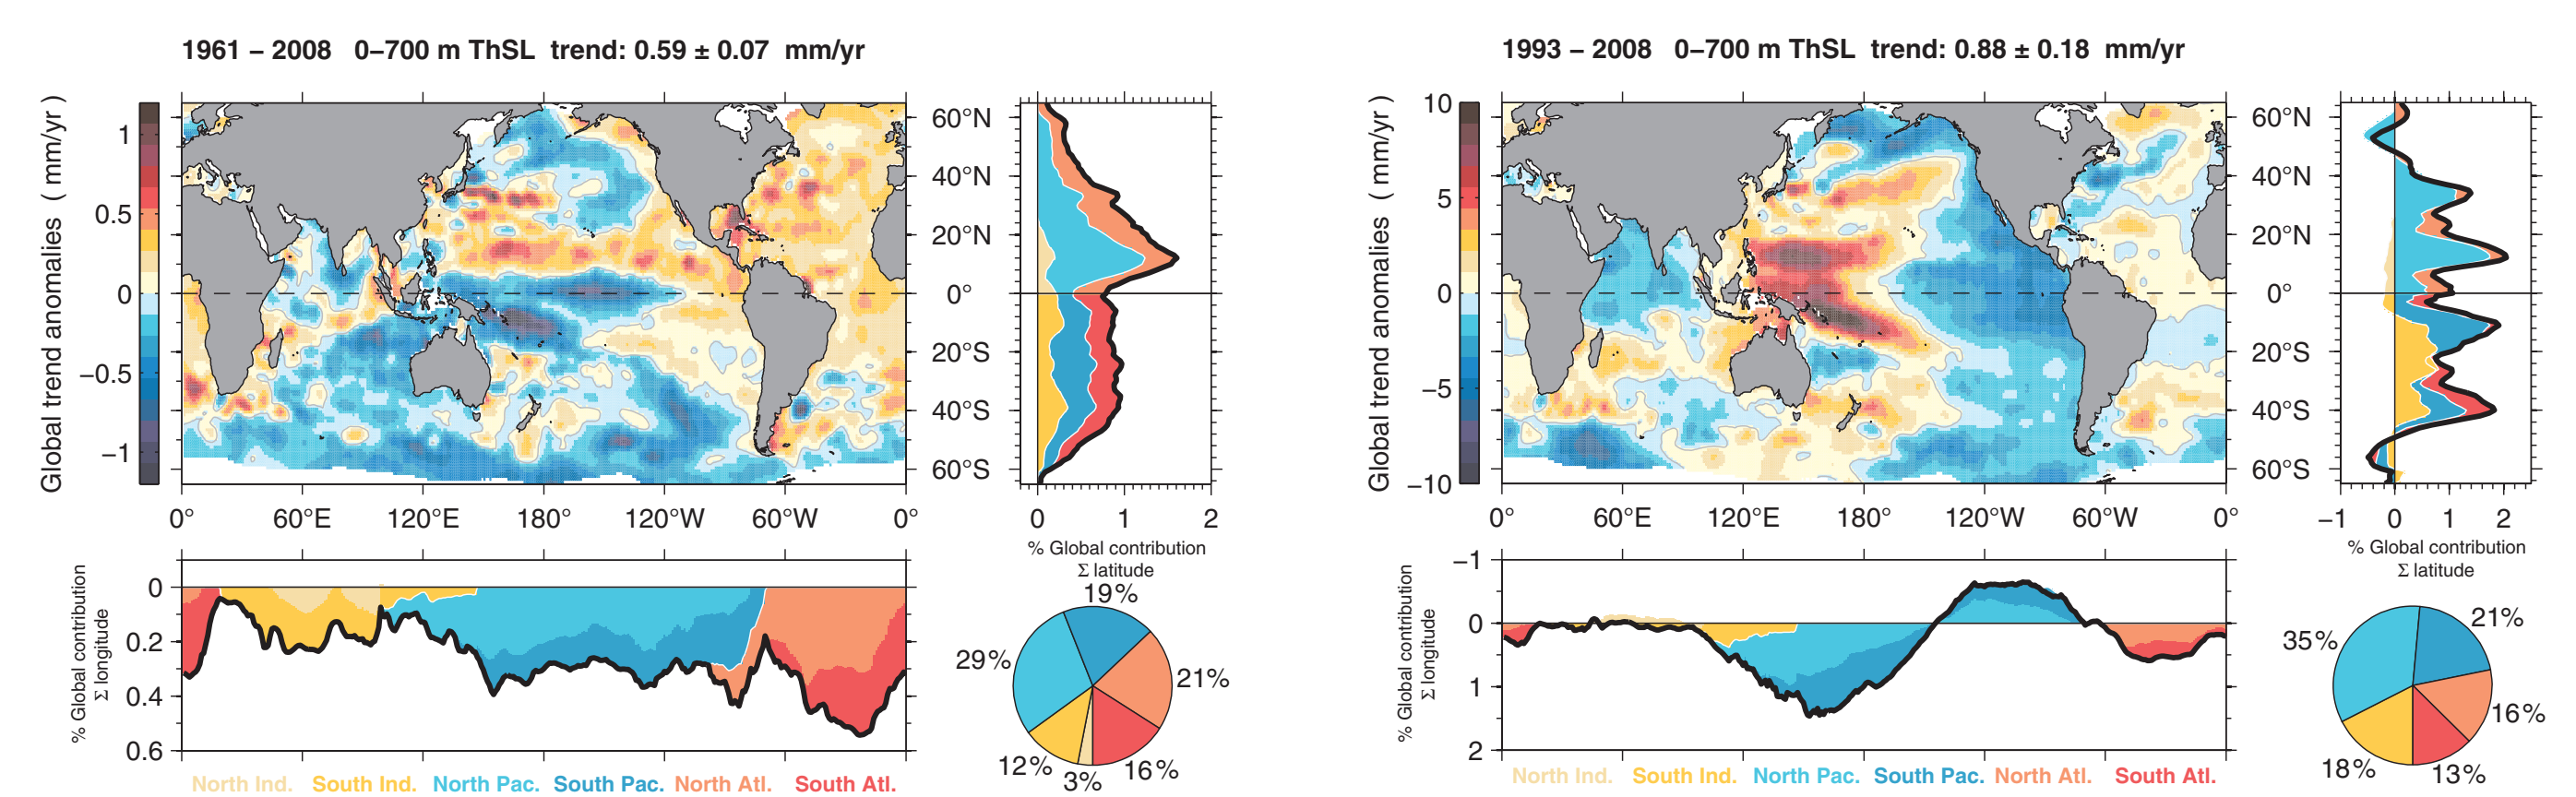 1961 – 2008 0–700 m ThSL trend: 0.59 ± 0.07 mm/yr
Global trend anomalies ( mm/yr )
1
0.5
0
−0.5
−1
60°N
40°N
20°N
0°
20°S
40°S
60°S
0° 60°E 120°E 180° 120°W 60°W 0°
0 1 2
% Global contribution
Σ latitude
% Global contribution
Σ longitude
0
0.2
0.4
0.6
19%
29%
21%
12%
3%
16%
North Ind. South Ind. North Pac. South Pac. North Atl. South Atl.
1993 – 2008 0–700 m ThSL trend: 0.88 ± 0.18 mm/yr
Global trend anomalies ( mm/yr )
10
5
0
−5
−10
60°N
40°N
20°N
0°
20°S
40°S
60°S
0° 60°E 120°E 180° 120°W 60°W 0°
−1 0 1 2
% Global contribution
Σ latitude
% Global contribution
Σ longitude
−1
0
1
2
21%
35%
16%
18%
13%
North Ind. South Ind. North Pac. South Pac. North Atl. South Atl.